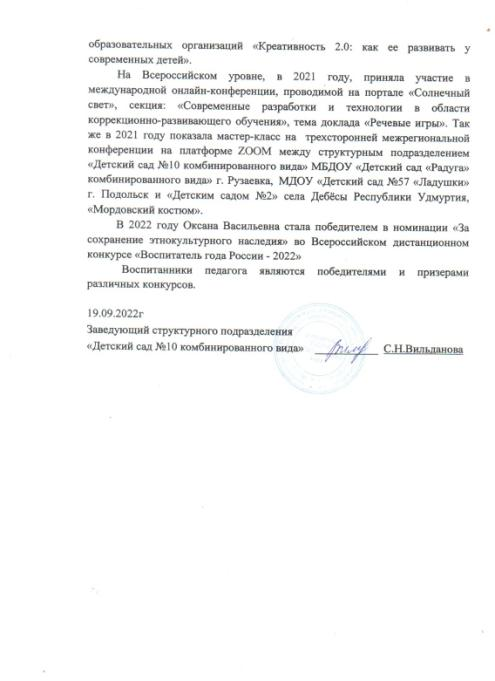 образовательных организаций «Креативность 2.0: как ее развивать у
современных детей».
На Всероссийском уровне, в 2021 году, приняла участие в
международной онлайн-конференции, проводимой на портале «Солнечный
свет», секция: «Современные разработки и технологии в области
коррекционно-развивающего обучения», тема доклада «Речевые игры». Так
же в 2021 году показала мастер-класс на трехсторонней межрегиональной
конференции на платформе ZOOM между структурным подразделением
«Детский сад №10 комбинированного вида» МБДОУ «Детский сад «Радуга»
комбинированного вида» г. Рузаевка, МДОУ «Детский сад №57 «Ладушки»
г. Подольск и «Детским садом №2» села Дебёсы Республики Удмуртия,
«Мордовский костюм».
В 2022 году Оксана Васильевна стала победителем в номинации «За
сохранение этнокультурного наследия» во Всероссийском дистанционном
конкурсе «Воспитатель года России - 2022»
Воспитанники педагога являются победителями и призерами
различных конкурсов.
19.09.2022г
Заведующий структурного подразделения
«Детский сад №10 комбинированного вида» С.Н.Вильданова